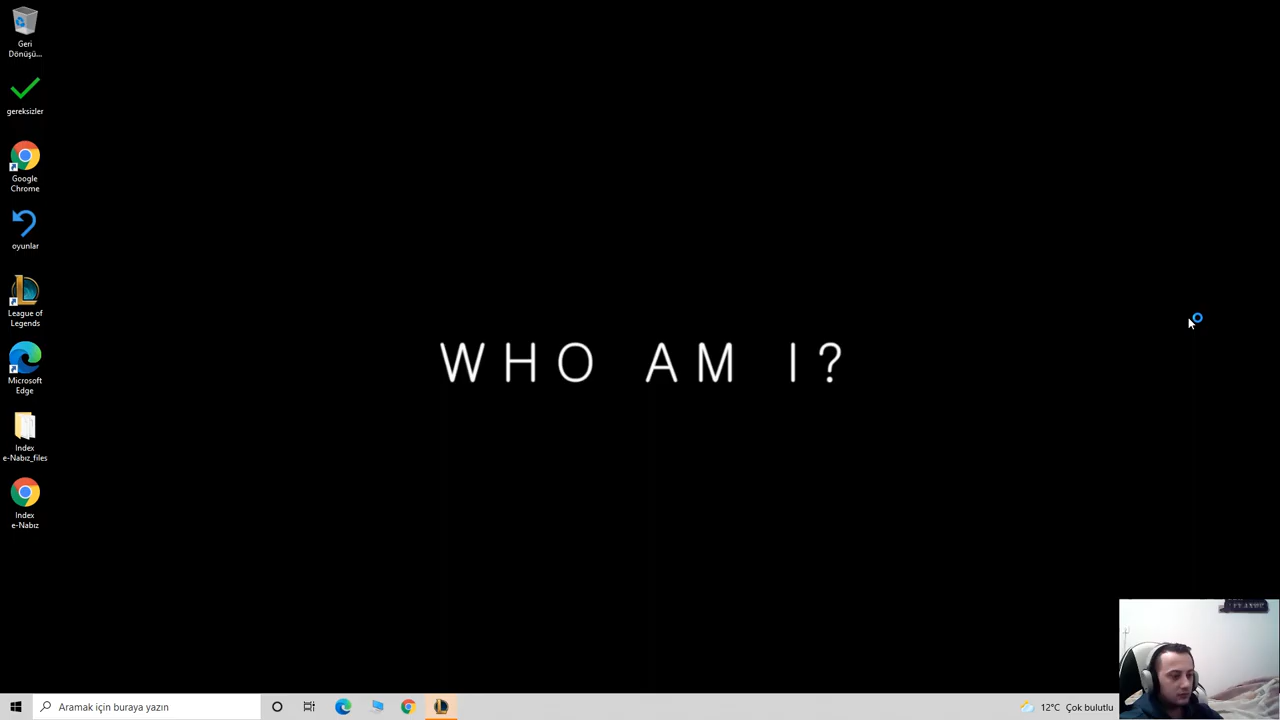 Geri
Dönüşü...
gereksizler
Google
Chrome
oyunlar
League of
Legends
Microsoft
Edge
Index
e-Nabız_files
Index
e-Nabız
WHO AM I?
Aramak için buraya yazın
12°C Çok bulutlu